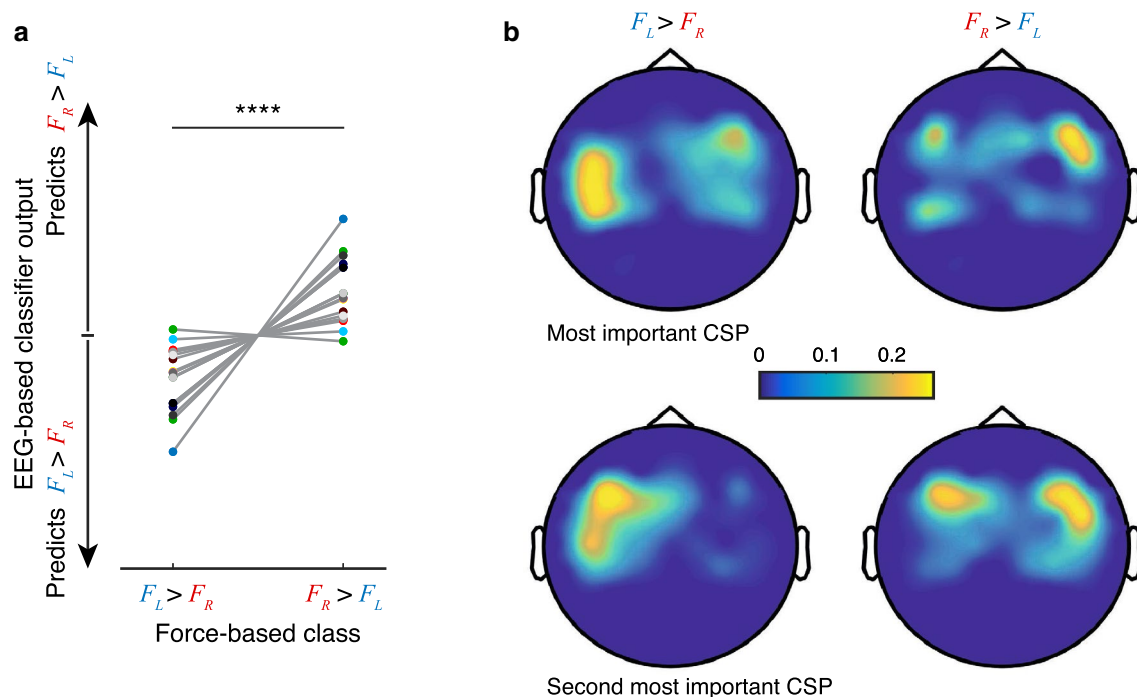 a
Predicts F_R > F_L
EEG-based classifier output
Predicts F_L > F_R
****
F_L > F_R
F_R > F_L
Force-based class
b
F_L > F_R
F_R > F_L
Most important CSP
0 0.1 0.2
Second most important CSP